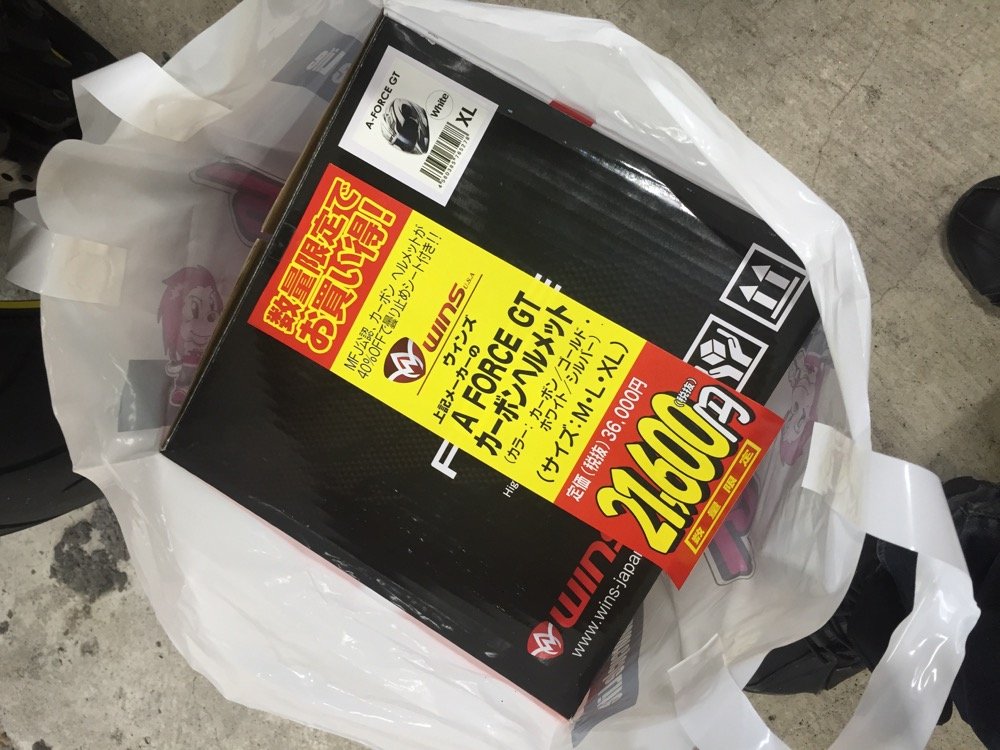 A-FORCE GT
White
XL
4580385765278
数量限定で
お買い得!
MFJ公認、カーボン ヘルメットが
40%OFFで曇り止めシート付き!!
wins U.S.A
ウィンズ
上記メーカーの
A FORCE GT
カーボンヘルメット
(カラー:カーボン/ゴールド・
ホワイト/シルバー)
(サイズ:M・L・XL)
定価(税抜)36,000円
21,600円(税抜)
数量限定
wins
www.wins-japan